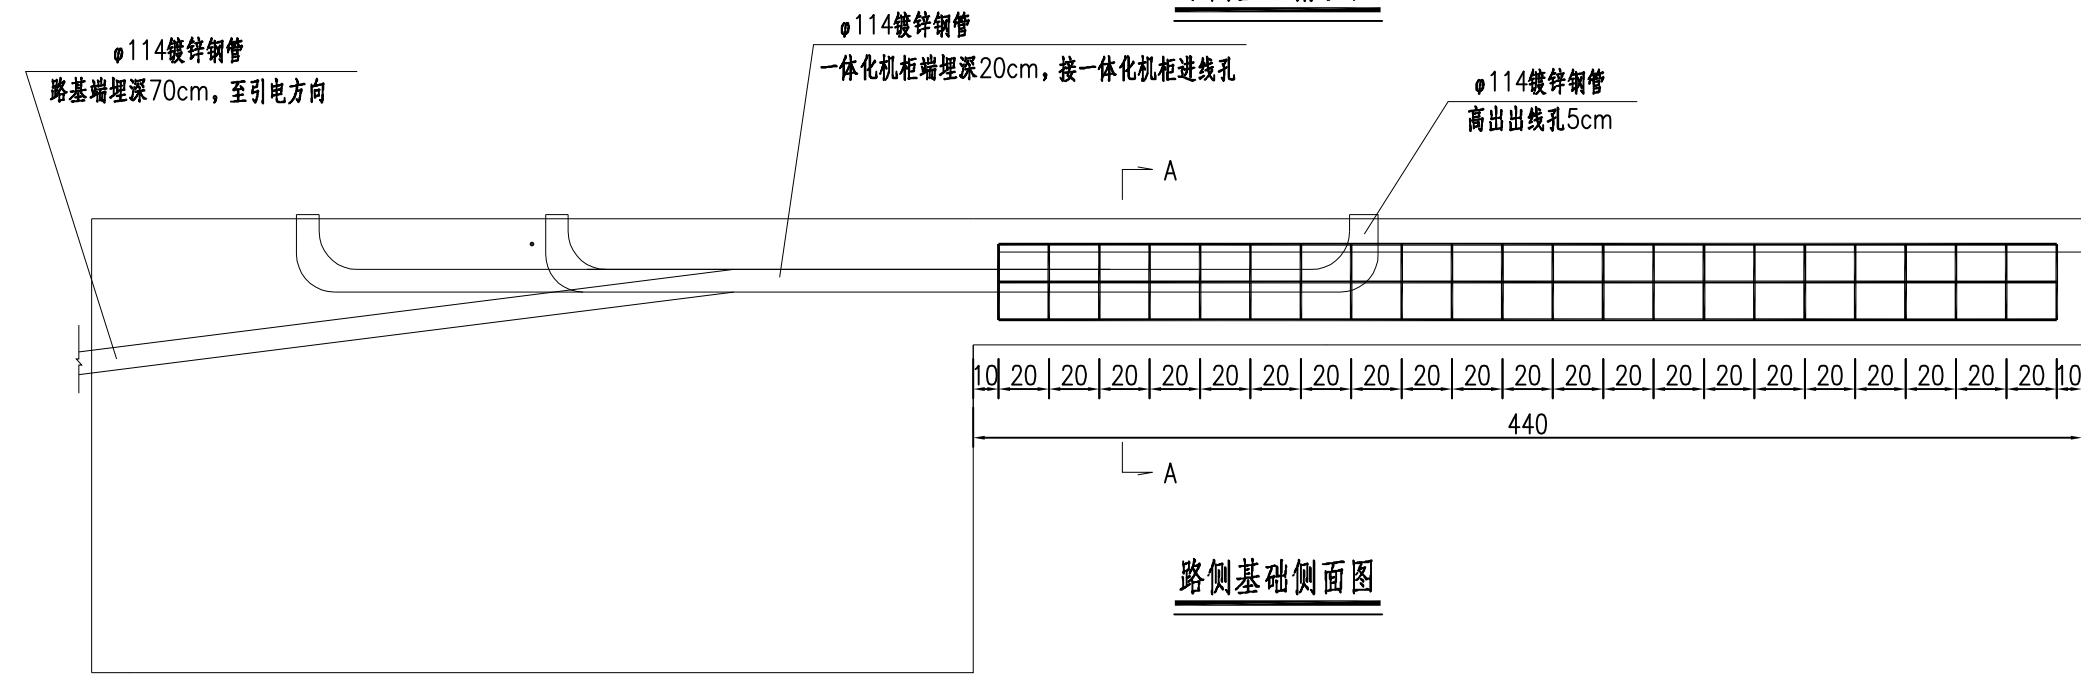 φ114镀锌钢管
路基端埋深70cm，至引电方向
φ114镀锌钢管
一体化机柜端埋深20cm，接一体化机柜进线孔
φ114镀锌钢管
高出出线孔5cm
A
10 20 20 20 20 20 20 20 20 20 20 20 20 20 20 20 20 20 20 20 20 20 10
440
A
路侧基础侧面图